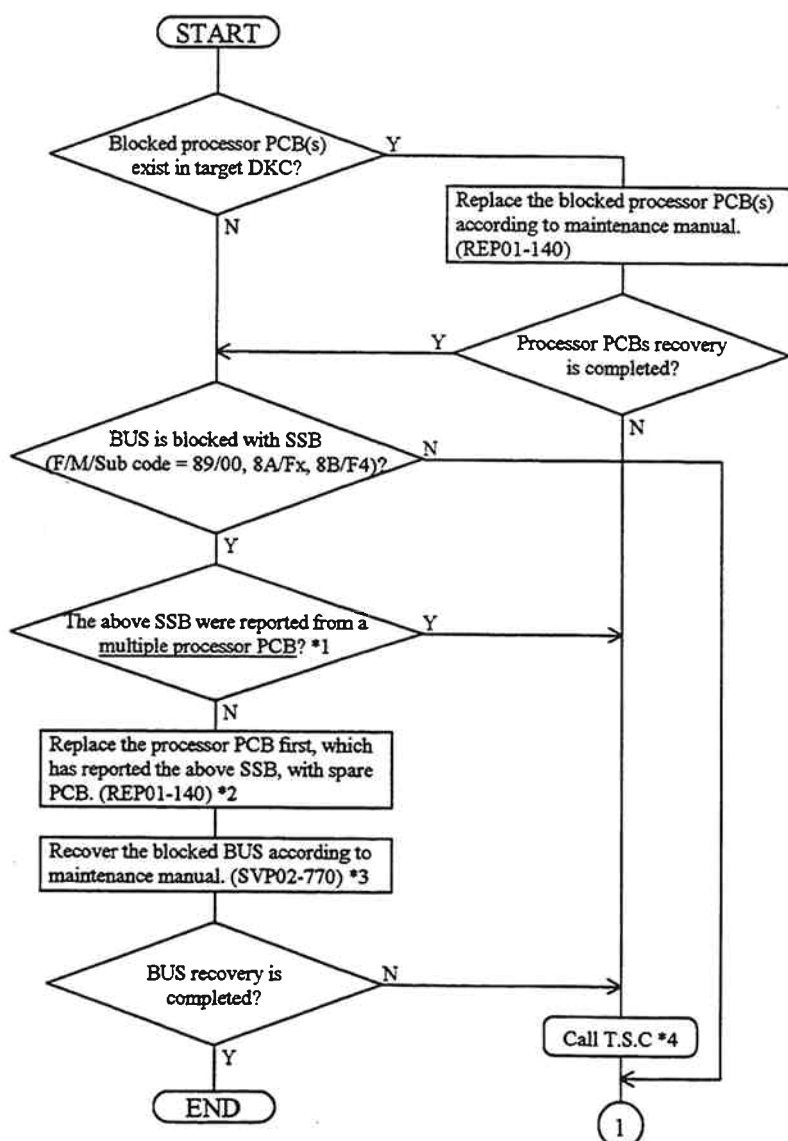 START
Blocked processor PCB(s)
exist in target DKC?
Y
N
Replace the blocked processor PCB(s)
according to maintenance manual.
(REP01-140)
Y
Processor PCBs recovery
is completed?
N
BUS is blocked with SSB
(F/M/Sub code = 89/00, 8A/Fx, 8B/F4)?
N
Y
The above SSB were reported from a
multiple processor PCB? *1
Y
N
Replace the processor PCB first, which
has reported the above SSB, with spare
PCB. (REP01-140) *2
Recover the blocked BUS according to
maintenance manual. (SVP02-770) *3
BUS recovery is
completed?
N
Y
Call T.S.C *4
END
1